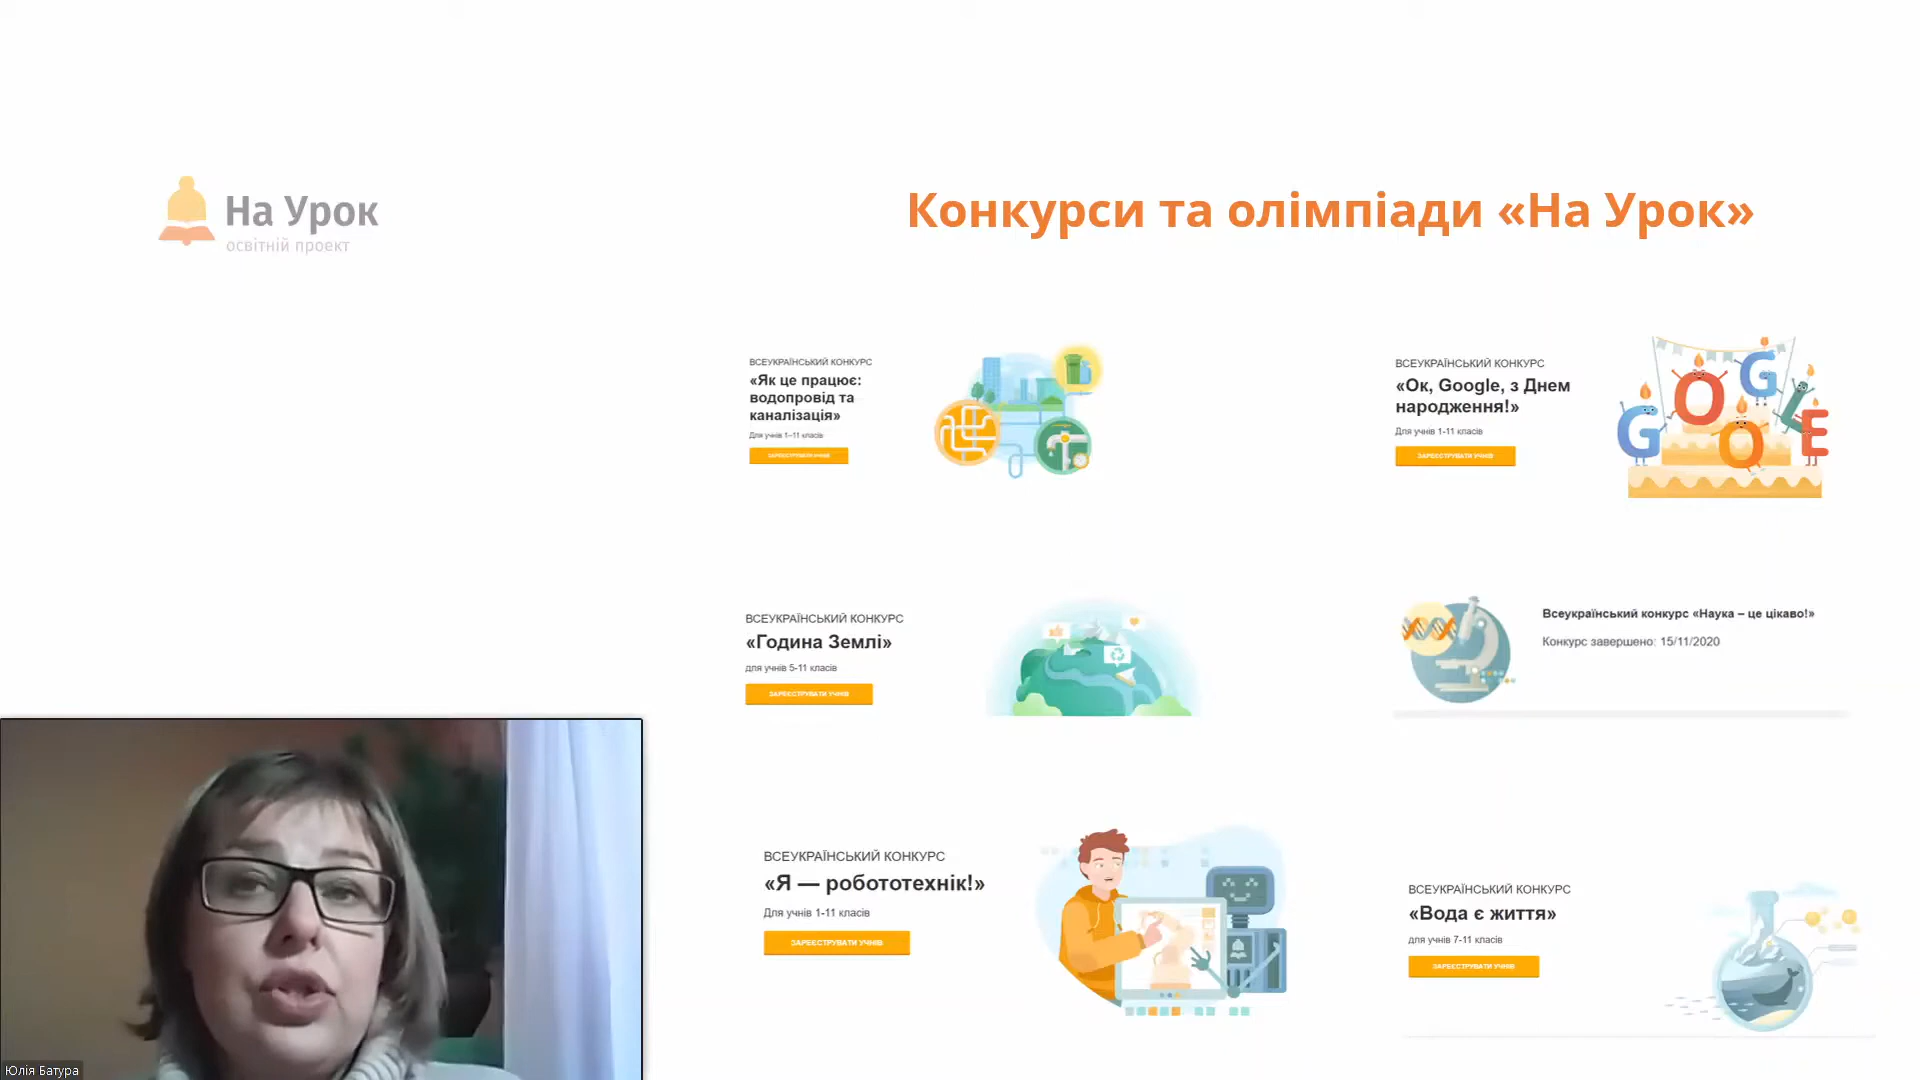 На Урок
освітній проект
Конкурси та олімпіади «На Урок»
ВСЕУКРАЇНСЬКИЙ КОНКУРС
«Як це працює:
водопровід та
каналізація»
Для учнів 1–11 класів
ЗАРЕЄСТРУВАТИ УЧНІВ
ВСЕУКРАЇНСЬКИЙ КОНКУРС
«Ок, Google, з Днем
народження!»
Для учнів 1-11 класів
ЗАРЕЄСТРУВАТИ УЧНІВ
GOOGLE
ВСЕУКРАЇНСЬКИЙ КОНКУРС
«Година Землі»
для учнів 5-11 класів
ЗАРЕЄСТРУВАТИ УЧНІВ
Всеукраїнський конкурс «Наука – це цікаво!»
Конкурс завершено: 15/11/2020
ВСЕУКРАЇНСЬКИЙ КОНКУРС
«Я — робототехнік!»
Для учнів 1-11 класів
ЗАРЕЄСТРУВАТИ УЧНІВ
ВСЕУКРАЇНСЬКИЙ КОНКУРС
«Вода є життя»
для учнів 7-11 класів
ЗАРЕЄСТРУВАТИ УЧНІВ
Юлія Батура